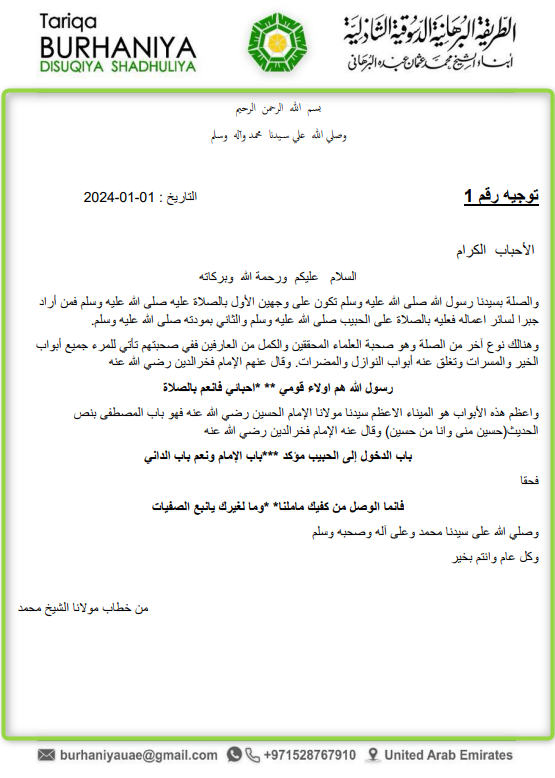 Tariqa
BURHANIYA
DISUQIYA SHADHULIYA
الطريقة البرهانية الدسوقية الشاذلية
أبناء الشيخ محمد عثمان عبده البرهاني
بسم الله الرحمن الرحيم
وصلي الله علي سيدنا محمد وآله وسلم
توجيه رقم 1
التاريخ : 01-01-2024
الأحباب الكرام
السلام عليكم ورحمة الله وبركاته
والصلة بسيدنا رسول الله صلى الله عليه وسلم تكون على وجهين الأول بالصلاة عليه صلى الله عليه وسلم فمن أراد
جبرا لسائر اعماله فعليه بالصلاة على الحبيب صلى الله عليه وسلم والثاني بمودته صلى الله عليه وسلم.
وهنالك نوع آخر من الصلة وهو صحبة العلماء المحققين والكمل من العارفين ففي صحبتهم تأتي للمرء جميع أبواب
الخير والمسرات وتغلق عنه أبواب النوازل والمضرات. وقال عنهم الإمام فخرالدين رضي الله عنه
رسول الله هم اولاء قومي ** *احبائي فانعم بالصلاة
واعظم هذه الأبواب هو الميناء الاعظم سيدنا مولانا الإمام الحسين رضي الله عنه فهو باب المصطفى بنص
الحديث(حسين منى وانا من حسين) وقال عنه الإمام فخرالدين رضي الله عنه
باب الدخول إلى الحبيب مؤكد ***باب الإمام ونعم باب الداني
فحقا
فانما الوصل من كفيك ماملنا* *وما لغيرك يانبع الصفيات
وصلي الله على سيدنا محمد وعلى آله وصحبه وسلم
وكل عام وانتم بخير
من خطاب مولانا الشيخ محمد
burhaniyauae@gmail.com +971528767910 United Arab Emirates